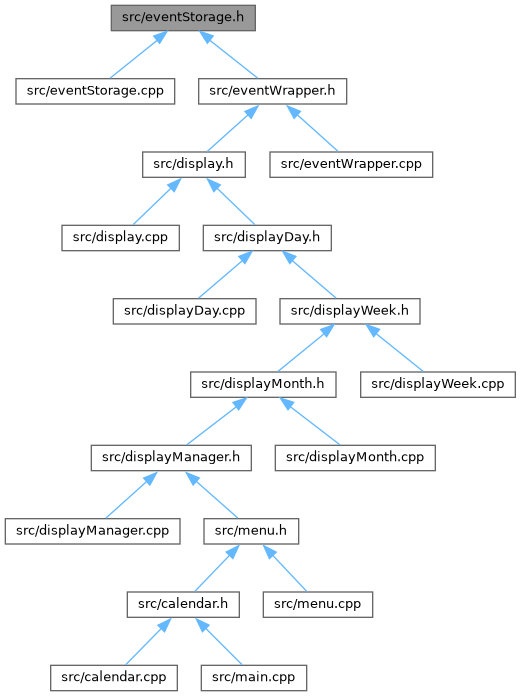 src/eventStorage.h
src/eventStorage.cpp
src/eventWrapper.h
src/display.h
src/eventWrapper.cpp
src/display.cpp
src/displayDay.h
src/displayDay.cpp
src/displayWeek.h
src/displayMonth.h
src/displayWeek.cpp
src/displayManager.h
src/displayMonth.cpp
src/displayManager.cpp
src/menu.h
src/calendar.h
src/menu.cpp
src/calendar.cpp
src/main.cpp